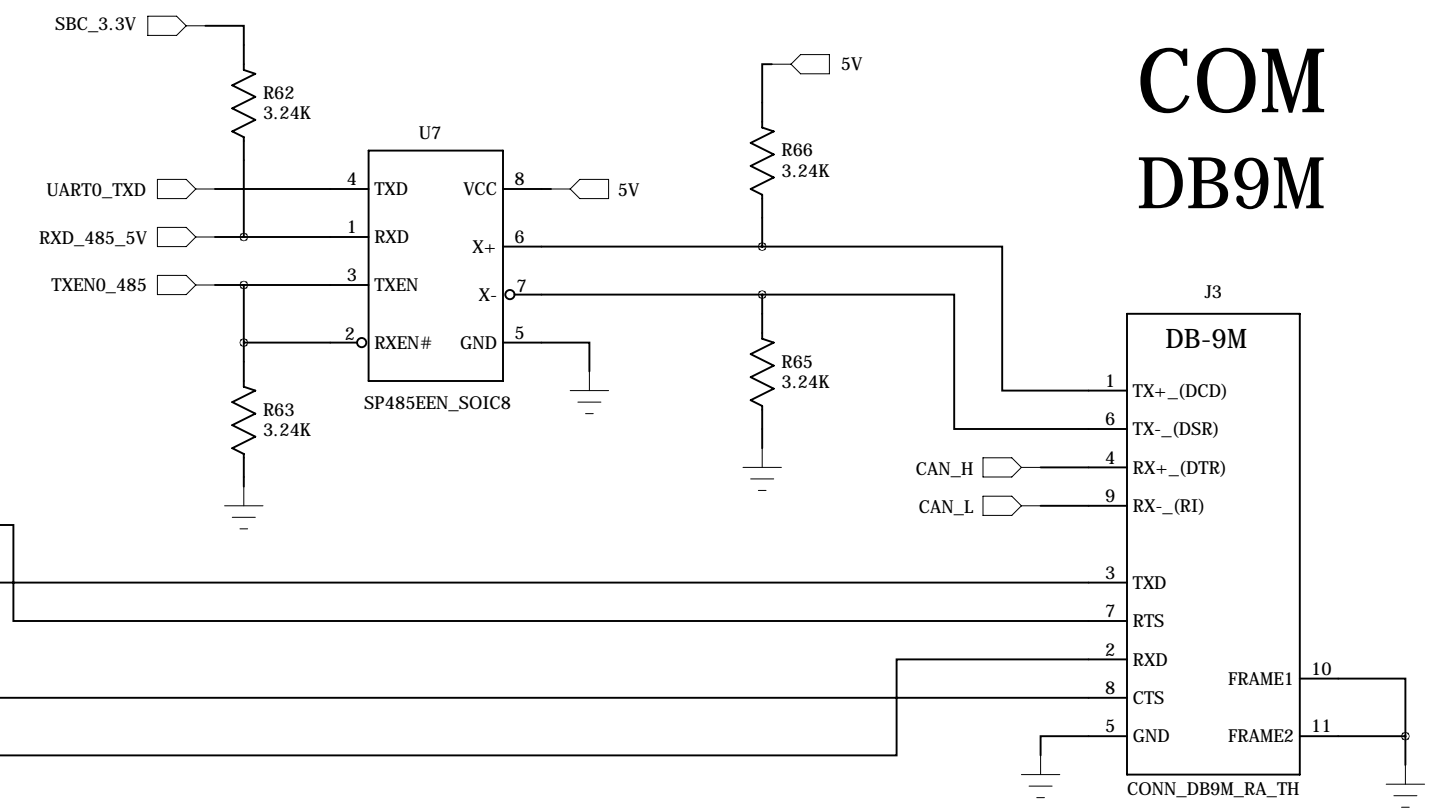 SBC_3.3V
R62
3.24K
U7
UART0_TXD
4
TXD
VCC
8
5V
RXD_485_5V
1
RXD
X+
6
TXEN0_485
3
TXEN
X-
7
2
RXEN#
GND
5
SP485EEN_SOIC8
R63
3.24K
5V
R66
3.24K
R65
3.24K
COM
DB9M
J3
DB-9M
1
TX+_(DCD)
6
TX-_(DSR)
CAN_H
4
RX+_(DTR)
CAN_L
9
RX-_(RI)
3
TXD
7
RTS
2
RXD
FRAME1
10
8
CTS
5
GND
FRAME2
11
CONN_DB9M_RA_TH